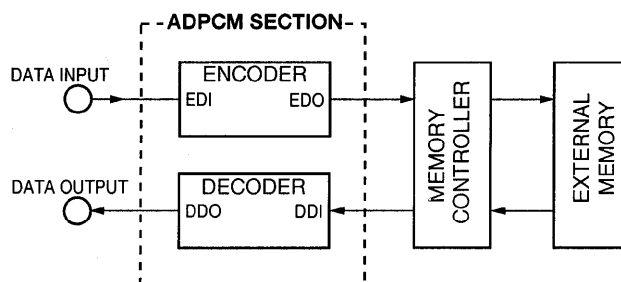 ADPCM SECTION
DATA INPUT
ENCODER
EDI EDO
DATA OUTPUT
DECODER
DDO DDI
MEMORY
CONTROLLER
EXTERNAL
MEMORY